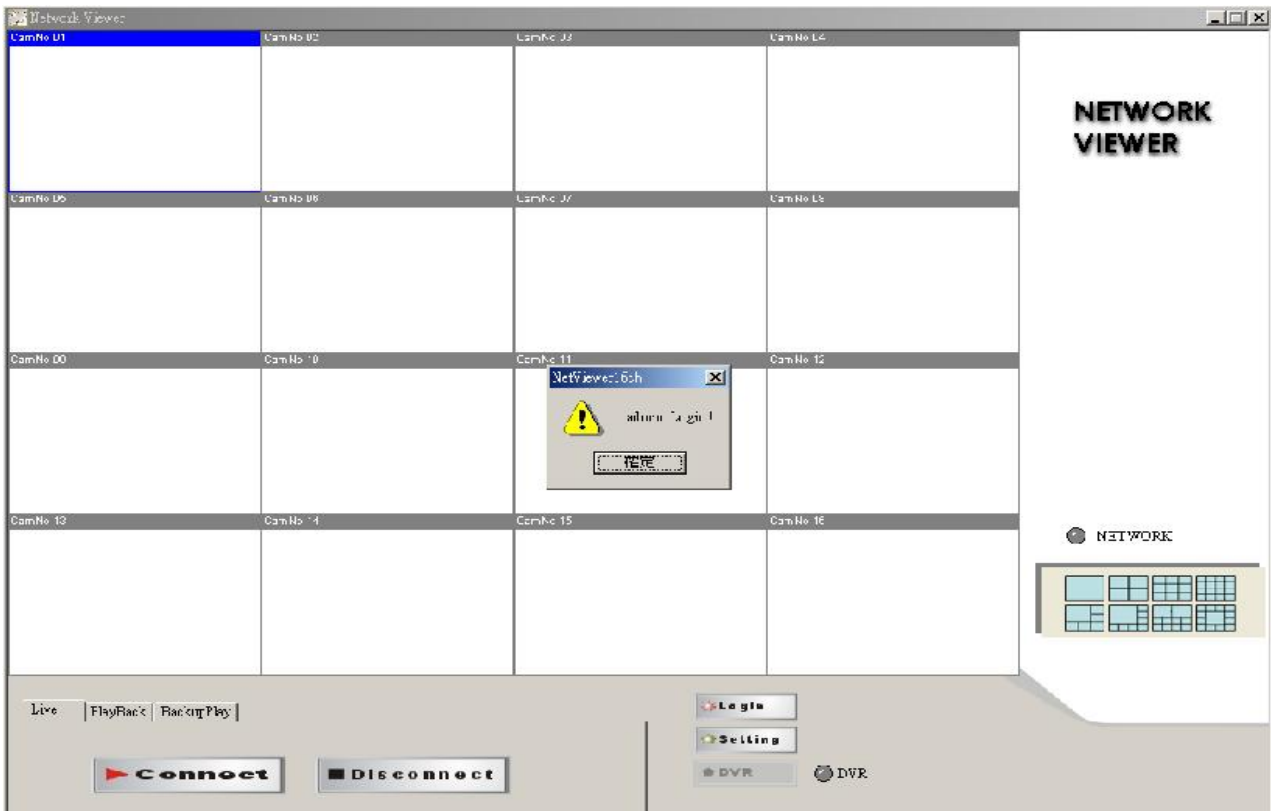 Network Viewer
CamNo 01
CamNo 02
CamNo 03
CamNo 04
NETWORK
VIEWER
CamNo 05
CamNo 06
CamNo 07
CamNo 08
CamNo 09
CamNo 10
CamNo 11
CamNo 12
NetViewer16ch
確定
CamNo 13
CamNo 14
CamNo 15
CamNo 16
NETWORK
Live
PlayBack
BackupPlay
Login
Setting
DVR
DVR
Connect
Disconnect